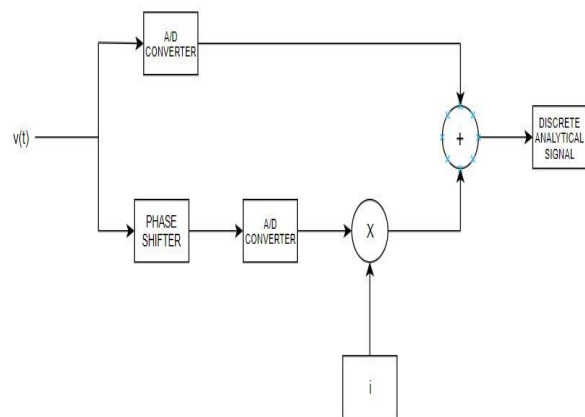 A/D
CONVERTER
v(t)
+
DISCRETE
ANALYTICAL
SIGNAL
PHASE
SHIFTER
A/D
CONVERTER
X
i